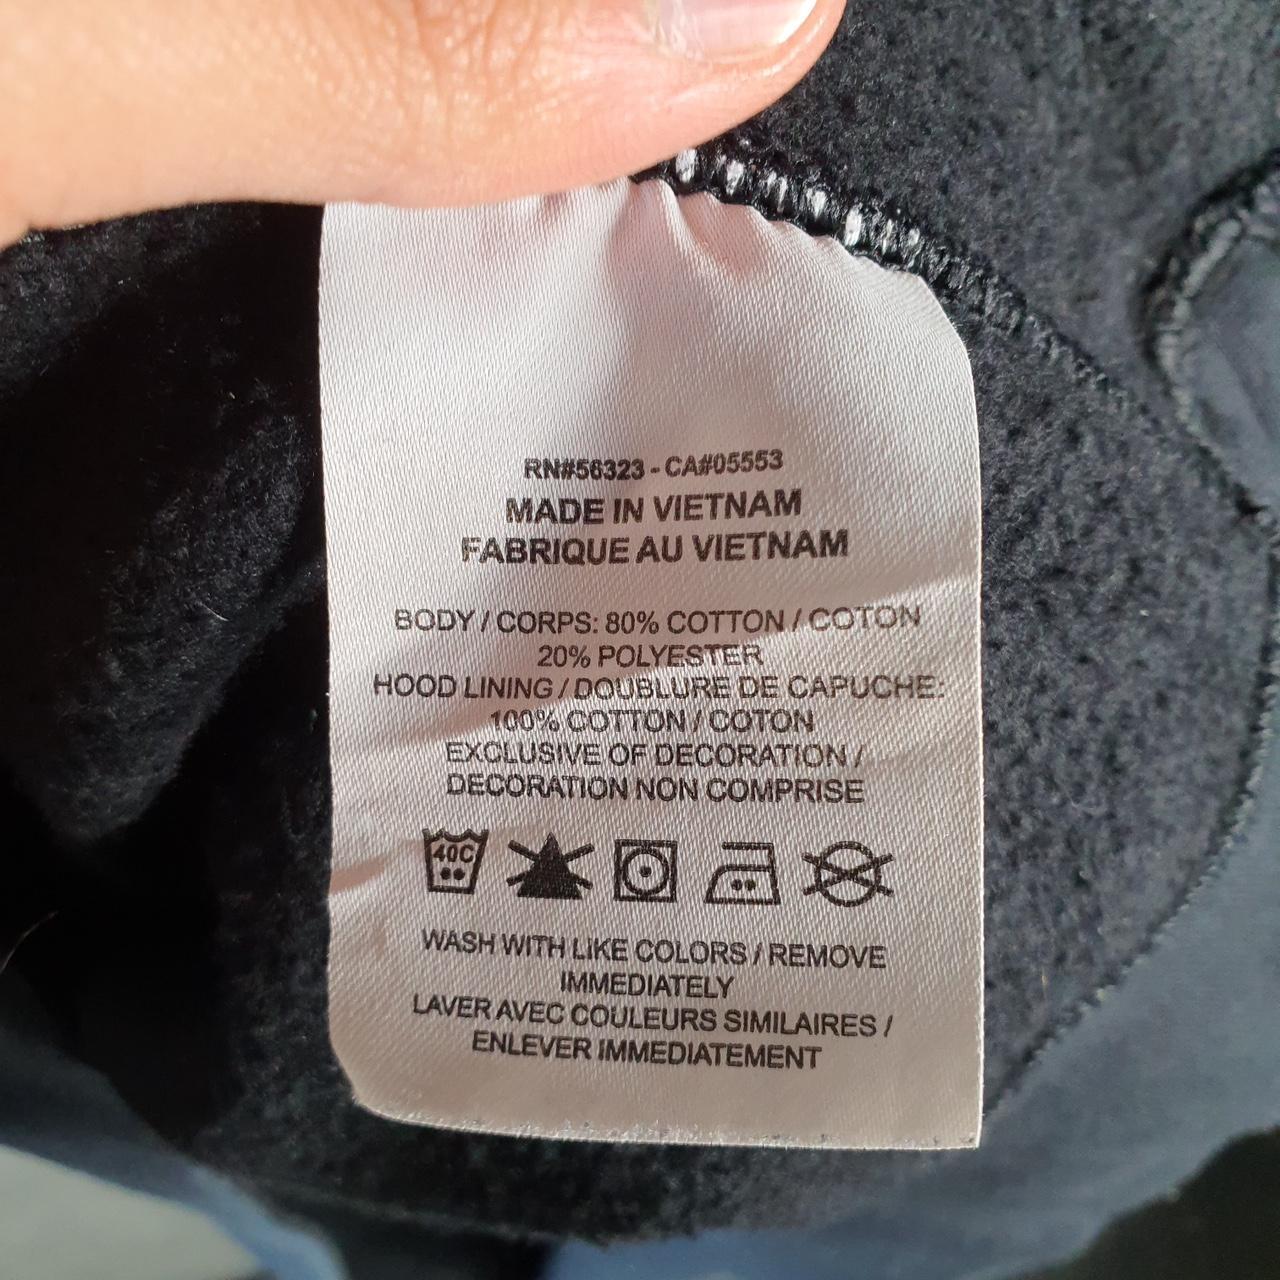 RN#56323 - CA#05553
MADE IN VIETNAM
FABRIQUE AU VIETNAM
BODY / CORPS: 80% COTTON / COTON
20% POLYESTER
HOOD LINING / DOUBLURE DE CAPUCHE:
100% COTTON / COTON
EXCLUSIVE OF DECORATION /
DECORATION NON COMPRISE
40C
WASH WITH LIKE COLORS / REMOVE
IMMEDIATELY
LAVER AVEC COULEURS SIMILAIRES /
ENLEVER IMMEDIATEMENT